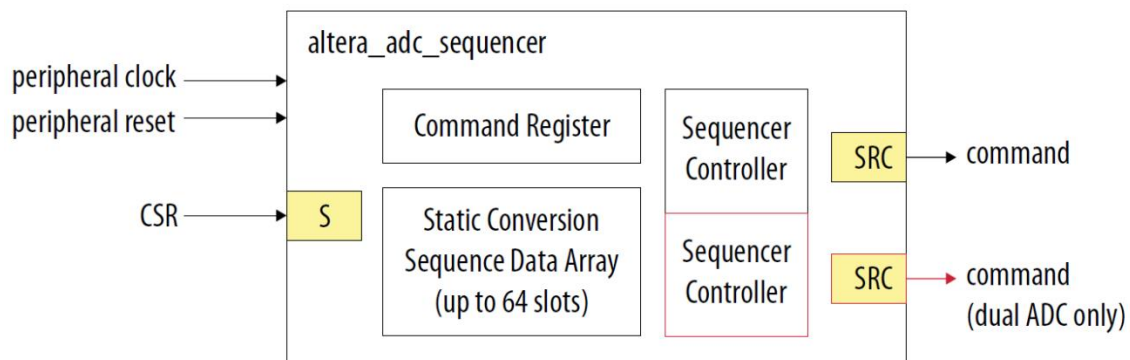 altera_adc_sequencer
peripheral clock
peripheral reset
CSR
S
Command Register
Static Conversion
Sequence Data Array
(up to 64 slots)
Sequencer
Controller
Sequencer
Controller
SRC
command
SRC
command
(dual ADC only)